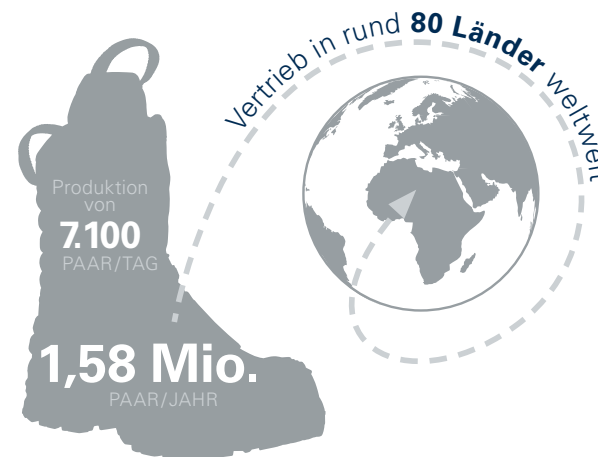 Vertrieb in rund 80 Länder weltweit
Produktion
von
7.100
PAAR/TAG
1,58 Mio.
PAAR/JAHR